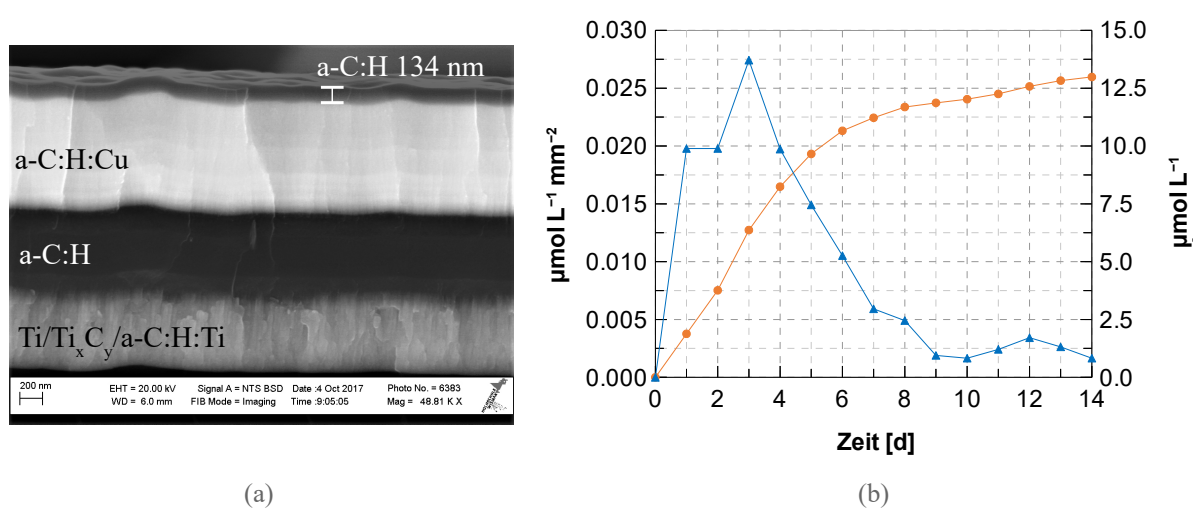 a-C:H 134 nm
a-C:H:Cu
a-C:H
Ti/TixCy/a-C:H:Ti
200 nm
EHT = 20.00 kV Signal A = NTS BSD Date :4 Oct 2017 Photo No. = 6383
WD = 6.0 mm FIB Mode = Imaging Time :9:05:05 Mag = 48.81 K X
(a)
µmol L⁻¹ mm⁻²
0.030
0.025
0.020
0.015
0.010
0.005
0.000
15.0
12.5
10.0
7.5
5.0
2.5
0.0
µmol L⁻¹
0 2 4 6 8 10 12 14
Zeit [d]
(b)